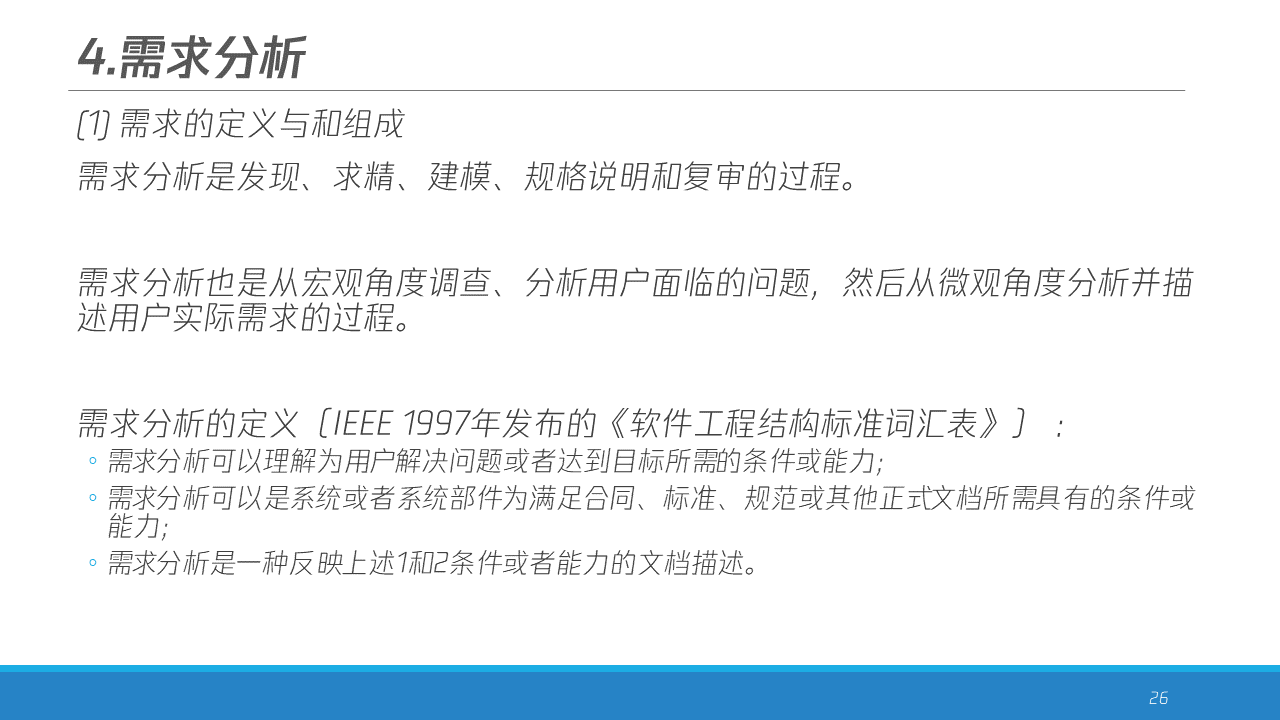 4.需求分析
(1) 需求的定义与和组成
需求分析是发现、求精、建模、规格说明和复审的过程。
需求分析也是从宏观角度调查、分析用户面临的问题，然后从微观角度分析并描
述用户实际需求的过程。
需求分析的定义（IEEE 1997年发布的《软件工程结构标准词汇表》）：
◦ 需求分析可以理解为用户解决问题或者达到目标所需的条件或能力；
◦ 需求分析可以是系统或者系统部件为满足合同、标准、规范或其他正式文档所需具有的条件或
能力；
◦ 需求分析是一种反映上述1和2条件或者能力的文档描述。
26